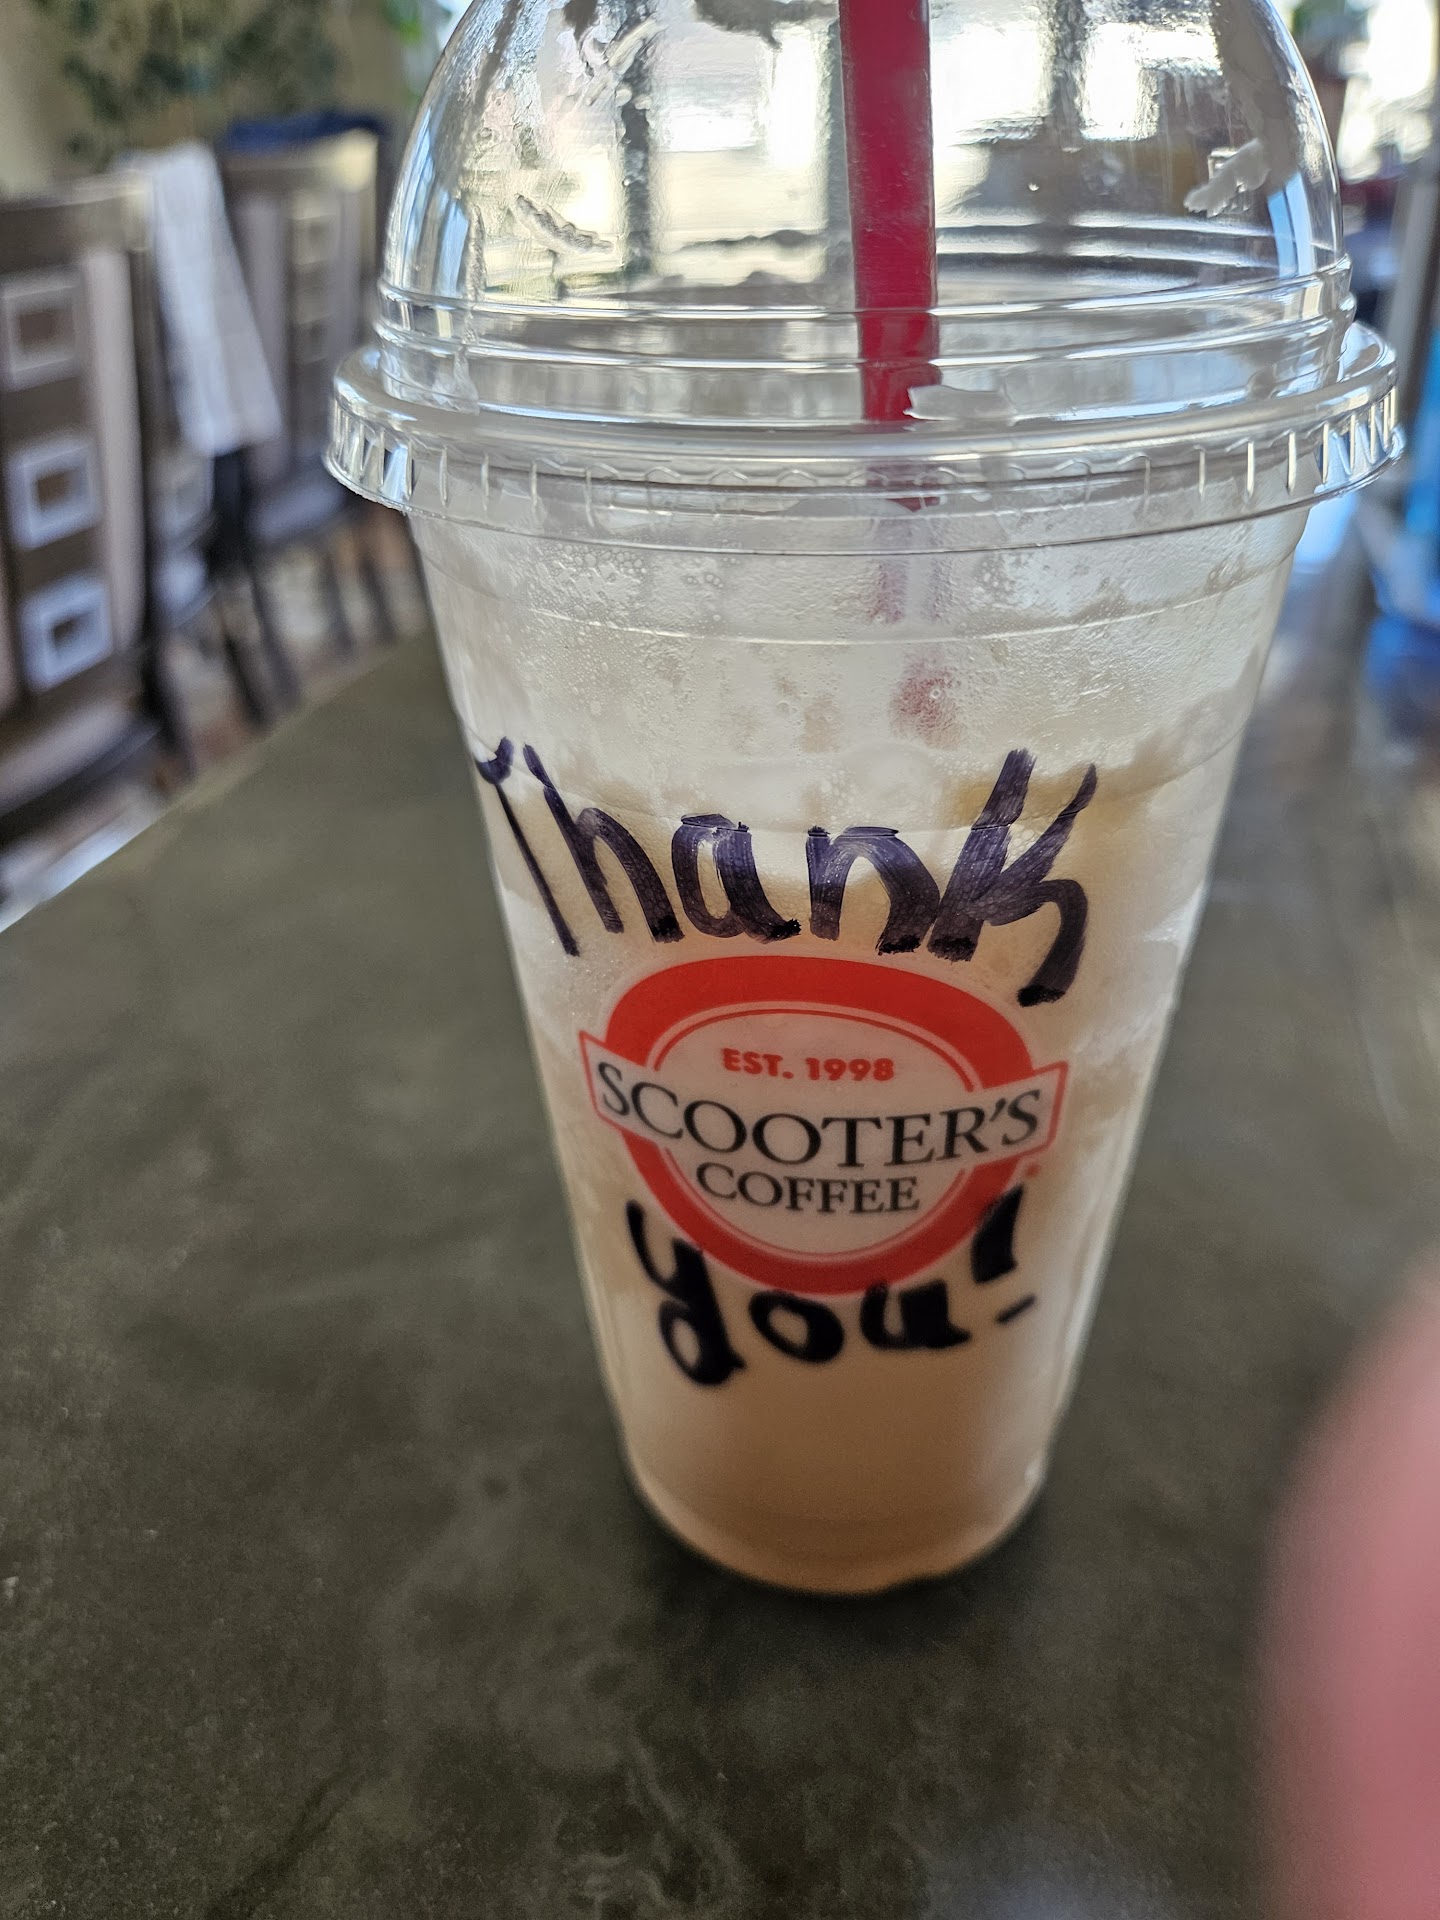 Thank
EST. 1998
SCOOTER'S
COFFEE
you!